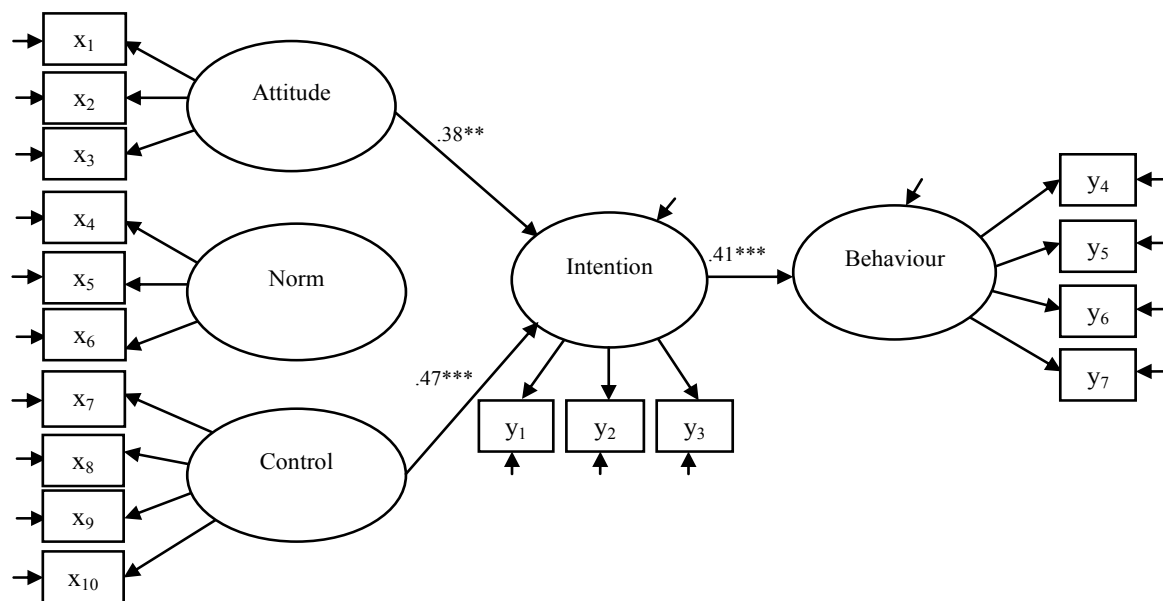 x₁
x₂
x₃
x₄
x₅
x₆
x₇
x₈
x₉
x₁₀
Attitude
Norm
Control
.38**
.47***
Intention
y₁
y₂
y₃
.41***
Behaviour
y₄
y₅
y₆
y₇